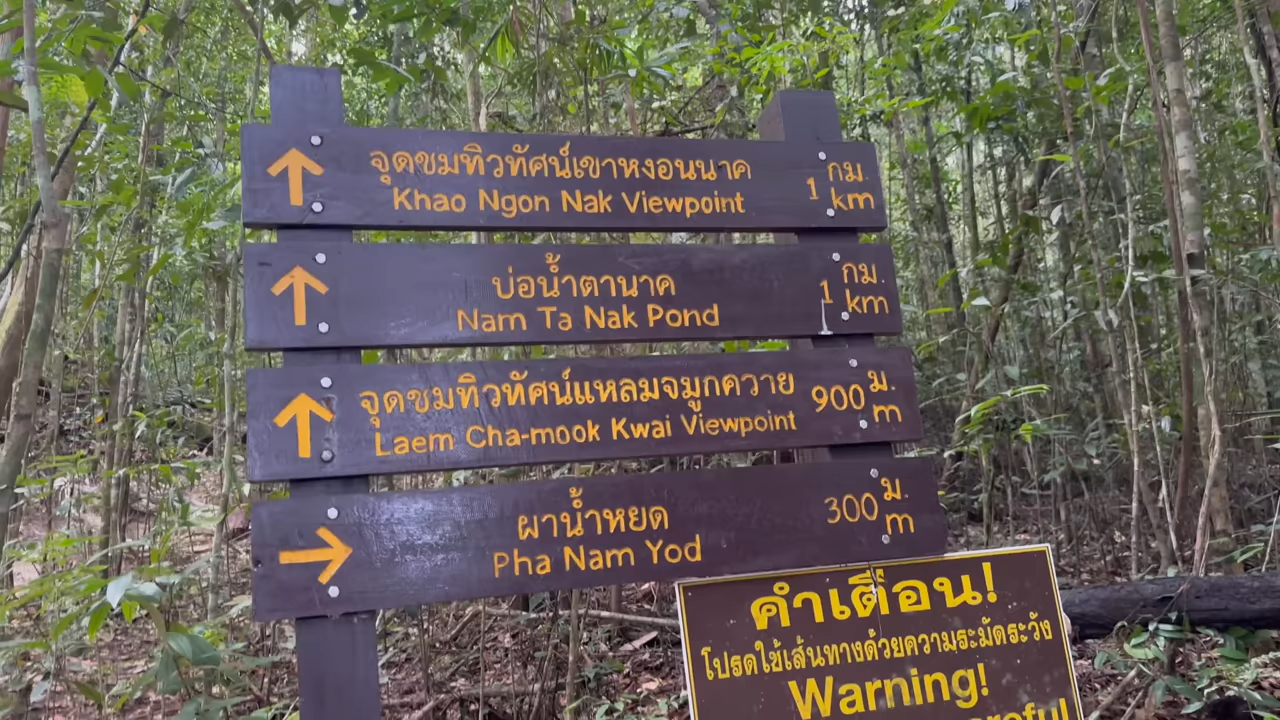 จุดชมทิวทัศน์เขาหงอนนาค 1 กม.
Khao Ngon Nak Viewpoint km
บ่อน้ำตานาค 1 กม.
Nam Ta Nak Pond km
จุดชมทิวทัศน์แหลมจมูกควาย 900 ม.
Laem Cha-mook Kwai Viewpoint m
ผาน้ำหยด 300 ม.
Pha Nam Yod m
คำเตือน!
โปรดใช้เส้นทางด้วยความระมัดระวัง
Warning!